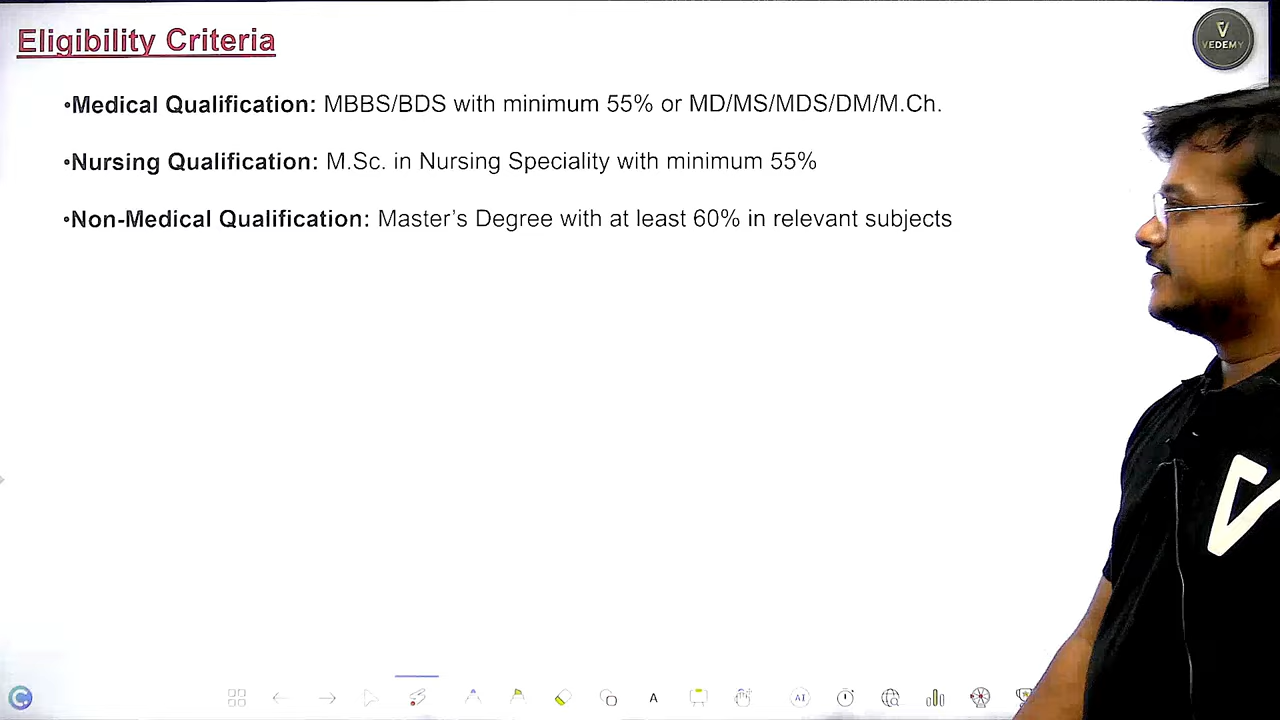 Eligibility Criteria
VEDEMY
•Medical Qualification: MBBS/BDS with minimum 55% or MD/MS/MDS/DM/M.Ch.
•Nursing Qualification: M.Sc. in Nursing Speciality with minimum 55%
•Non-Medical Qualification: Master’s Degree with at least 60% in relevant subjects
A
AI